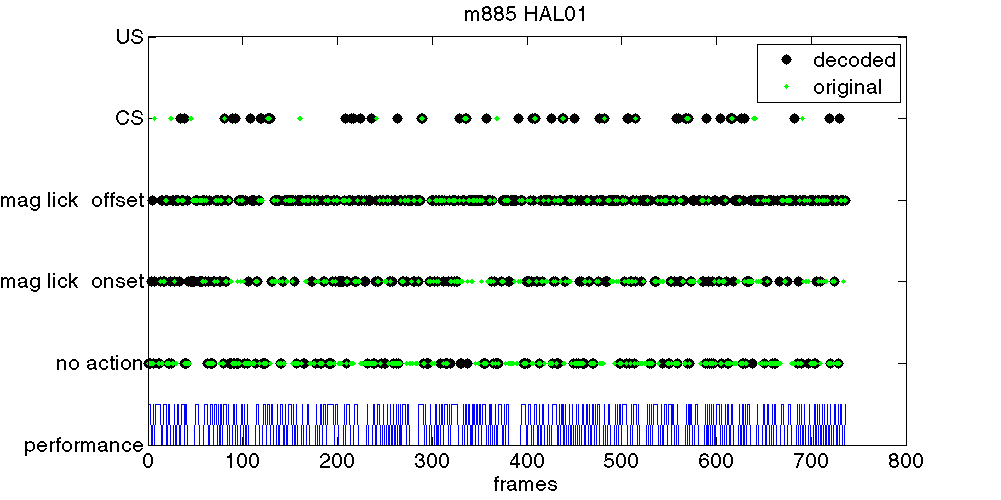 m885 HAL01
US
decoded
original
CS
mag lick offset
mag lick onset
no action
performance
0 100 200 300 400 500 600 700 800
frames